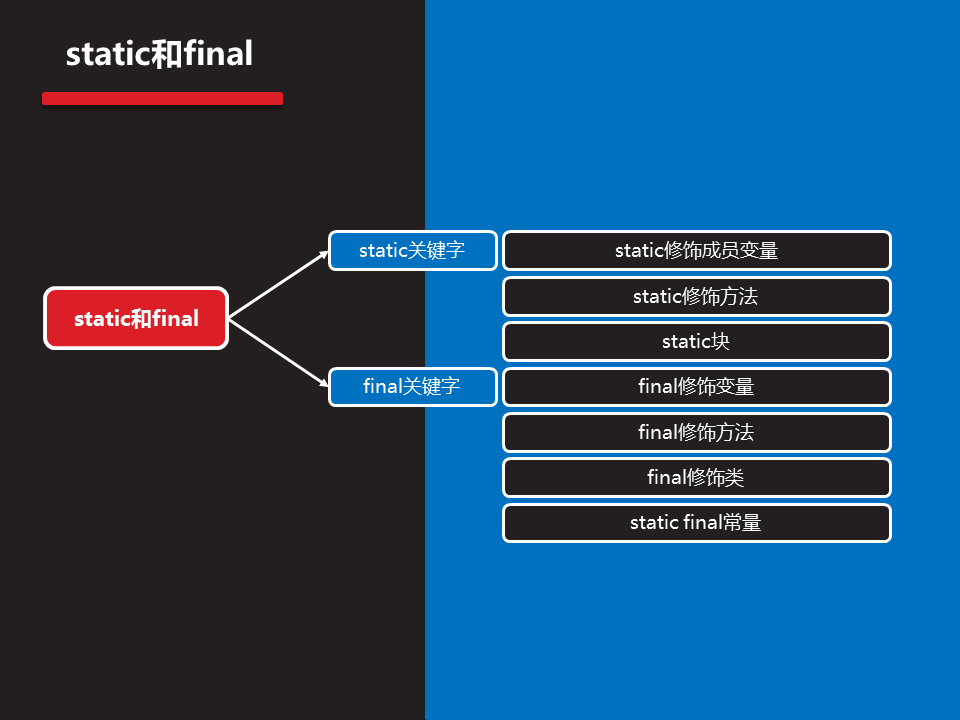 static和final
static和final
static关键字
static修饰成员变量
static修饰方法
static块
final关键字
final修饰变量
final修饰方法
final修饰类
static final常量